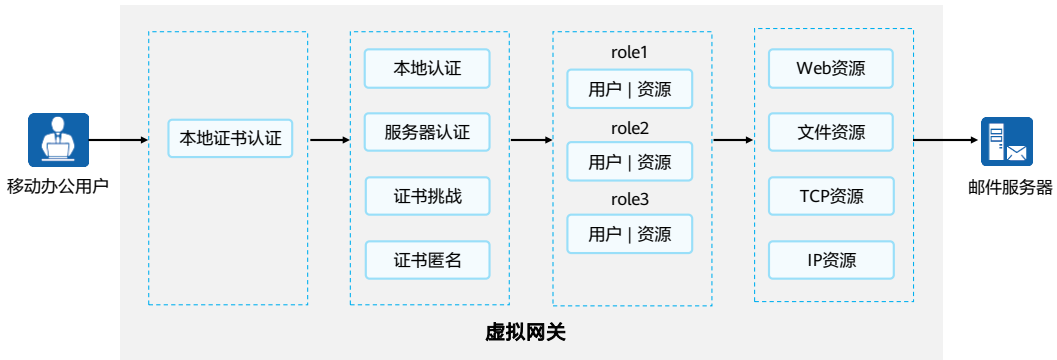 移动办公用户
本地证书认证
本地认证
服务器认证
证书挑战
证书匿名
role1
用户 | 资源
role2
用户 | 资源
role3
用户 | 资源
Web资源
文件资源
TCP资源
IP资源
邮件服务器
虚拟网关